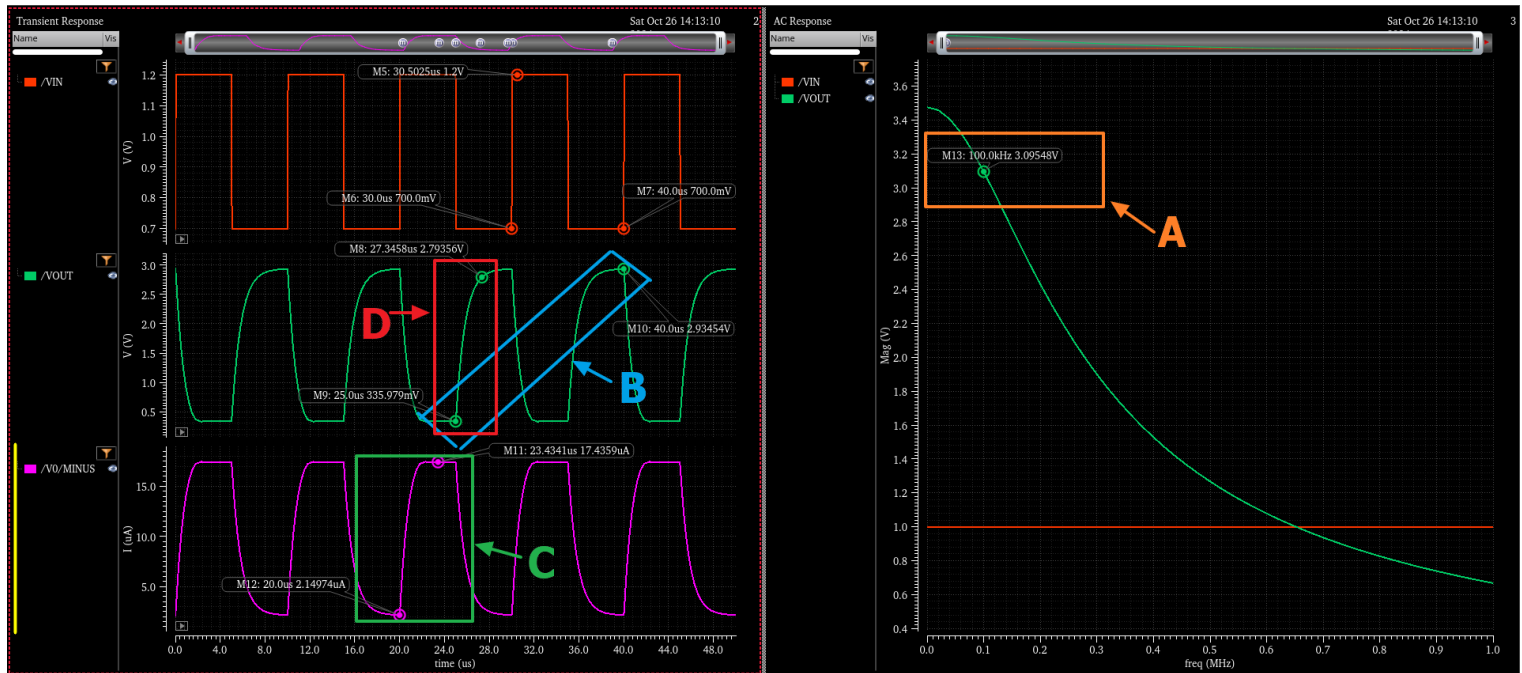 Transient Response
Sat Oct 26 14:13:10
2
Name
Vis
/VIN
M5: 30.5025us 1.2V
M6: 30.0us 700.0mV
M7: 40.0us 700.0mV
1.2
1.1
1.0
0.9
0.8
0.7
V (V)
/VOUT
M8: 27.3458us 2.79356V
M10: 40.0us 2.93454V
M9: 25.0us 335.979mV
3.0
2.5
2.0
1.5
1.0
0.5
V (V)
D
B
/V0/MINUS
M11: 23.4341us 17.4359uA
M12: 20.0us 2.14974uA
15.0
10.0
5.0
I (uA)
C
0.0 4.0 8.0 12.0 16.0 20.0 24.0 28.0 32.0 36.0 40.0 44.0 48.0
time (us)
AC Response
Sat Oct 26 14:13:10
3
Name
Vis
/VIN
/VOUT
M13: 100.0kHz 3.09548V
A
3.6
3.4
3.2
3.0
2.8
2.6
2.4
2.2
2.0
1.8
1.6
1.4
1.2
1.0
0.8
0.6
0.4
Mag (V)
0.0 0.1 0.2 0.3 0.4 0.5 0.6 0.7 0.8 0.9 1.0
freq (MHz)